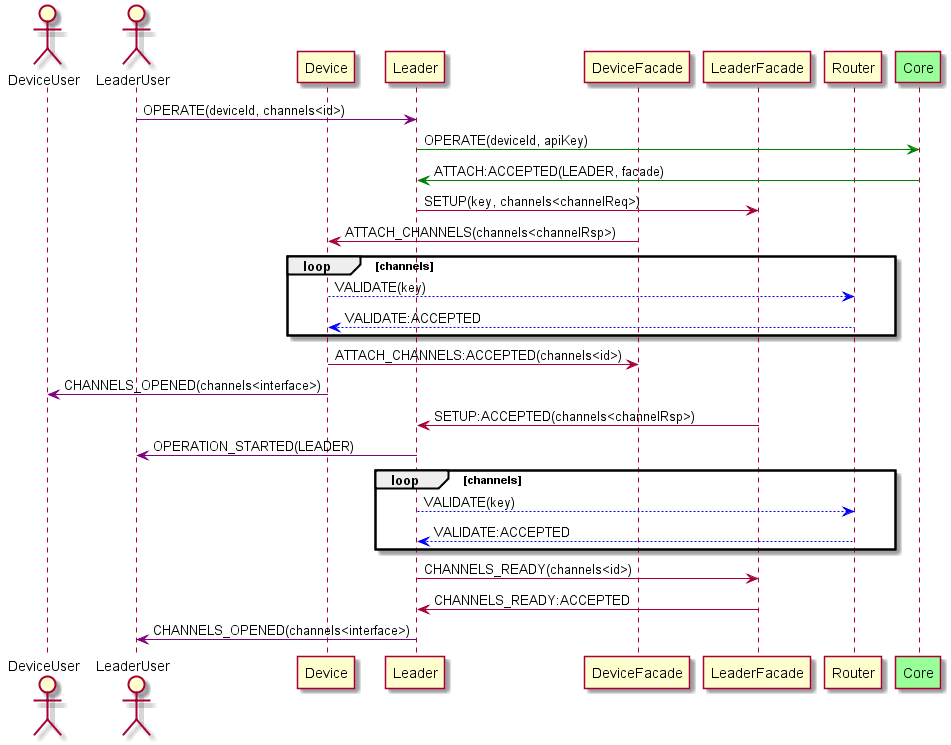 DeviceUser LeaderUser
Device Leader DeviceFacade LeaderFacade Router Core
OPERATE(deviceId, channels<id>)
OPERATE(deviceId, apiKey)
ATTACH:ACCEPTED(LEADER, facade)
SETUP(key, channels<channelReq>)
ATTACH_CHANNELS(channels<channelRsp>)
loop [channels]
VALIDATE(key)
VALIDATE:ACCEPTED
ATTACH_CHANNELS:ACCEPTED(channels<id>)
CHANNELS_OPENED(channels<interface>)
SETUP:ACCEPTED(channels<channelRsp>)
OPERATION_STARTED(LEADER)
loop [channels]
VALIDATE(key)
VALIDATE:ACCEPTED
CHANNELS_READY(channels<id>)
CHANNELS_READY:ACCEPTED
CHANNELS_OPENED(channels<interface>)
DeviceUser LeaderUser Device Leader DeviceFacade LeaderFacade Router Core